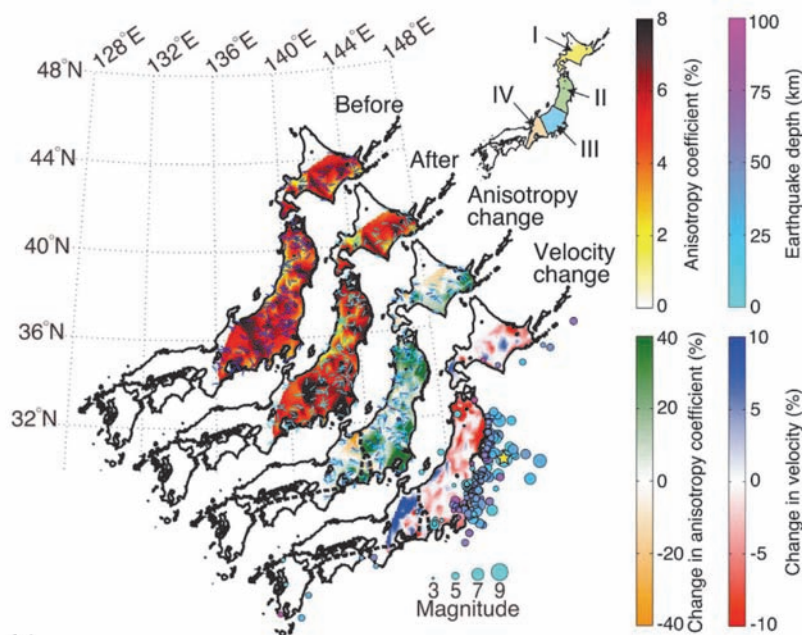 128°E 132°E 136°E 140°E 144°E 148°E
48°N
44°N
40°N
36°N
32°N
Before
After
Anisotropy
change
Velocity
change
I
II
III
IV
8
6
4
2
0
Anisotropy coefficient (%)
100
75
50
25
0
Earthquake depth (km)
40
20
0
-20
-40
Change in anisotropy coefficient (%)
10
5
0
-5
-10
Change in velocity (%)
3 5 7 9
Magnitude